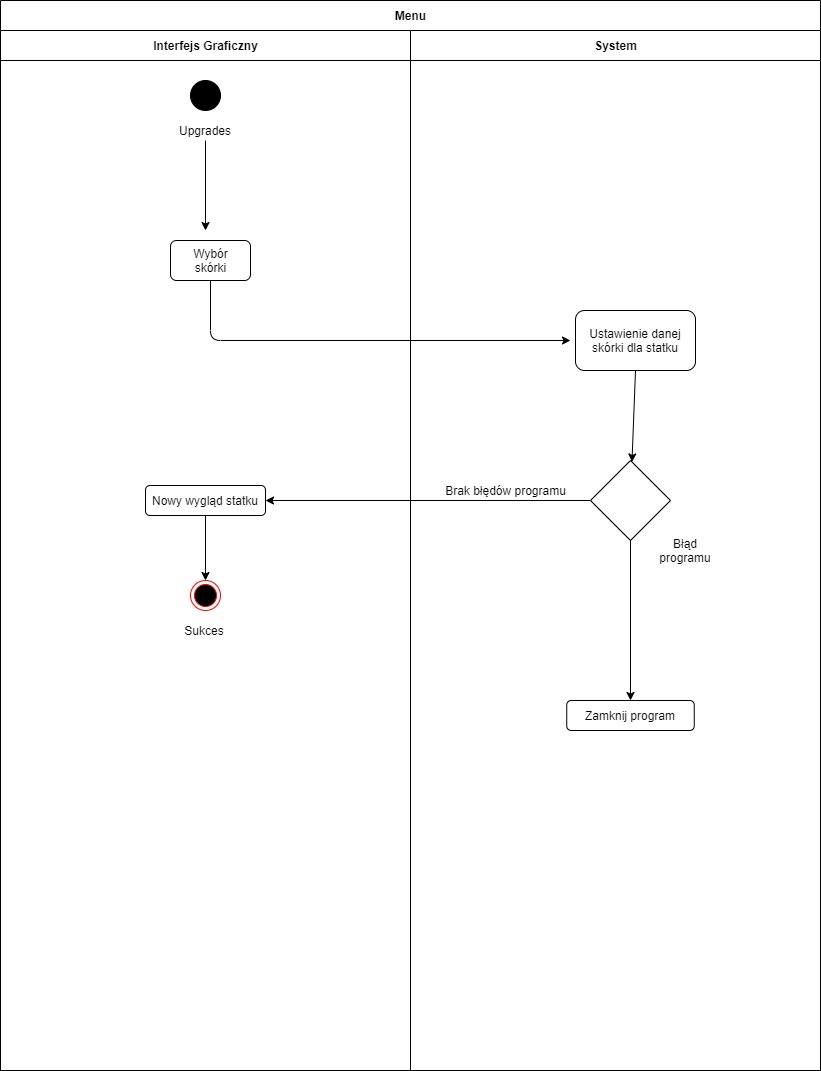 Menu
Interfejs Graficzny
System
Upgrades
Wybór
skórki
Ustawienie danej
skórki dla statku
Brak błędów programu
Nowy wygląd statku
Błąd
programu
Sukces
Zamknij program